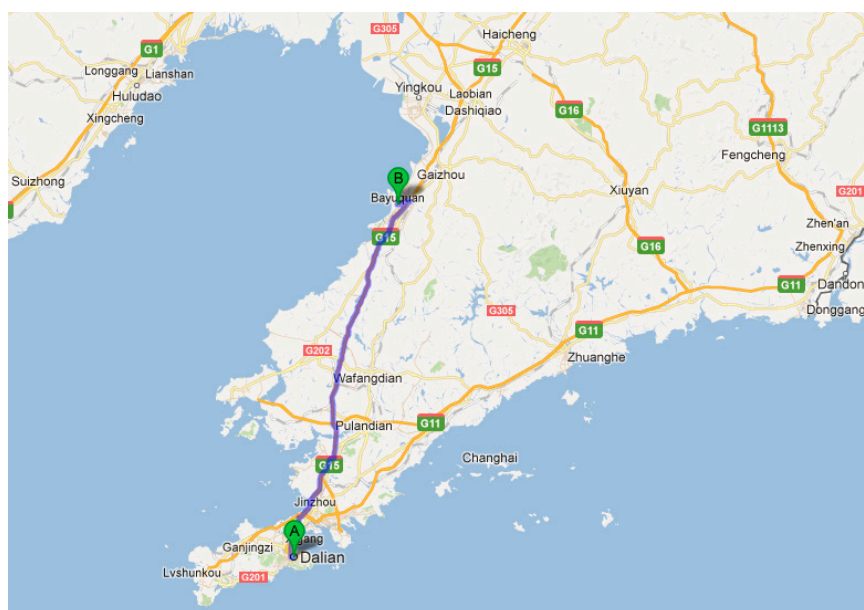 G305
Haicheng
G1
Longgang
Lianshan
Huludao
G15
Yingkou
Laobian
Dashiqiao
Xingcheng
G16
G1113
Fengcheng
Suizhong
B
Gaizhou
Bayuquan
Xiuyan
G201
Zhen'an
G15
G16
Zhenxing
G11
Dandon
Donggang
G305
G11
G202
Zhuanghe
Wafangdian
G11
Pulandian
G15
Changhai
Jinzhou
A
Ganjingzi
Dalian
Lvshunkou
G201